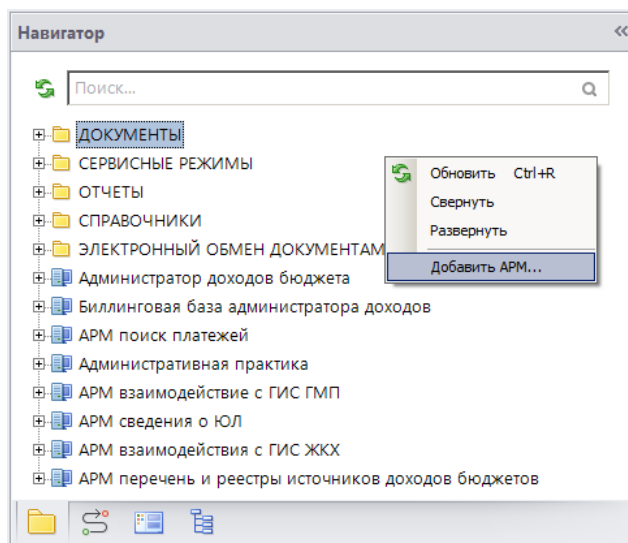 Навигатор
Поиск...
ДОКУМЕНТЫ
СЕРВИСНЫЕ РЕЖИМЫ
ОТЧЕТЫ
СПРАВОЧНИКИ
ЭЛЕКТРОННЫЙ ОБМЕН ДОКУМЕНТАМ
Администратор доходов бюджета
Биллинговая база администратора доходов
АРМ поиск платежей
Административная практика
АРМ взаимодействие с ГИС ГМП
АРМ сведения о ЮЛ
АРМ взаимодействия с ГИС ЖКХ
АРМ перечень и реестры источников доходов бюджетов
Обновить Ctrl+R
Свернуть
Развернуть
Добавить АРМ...